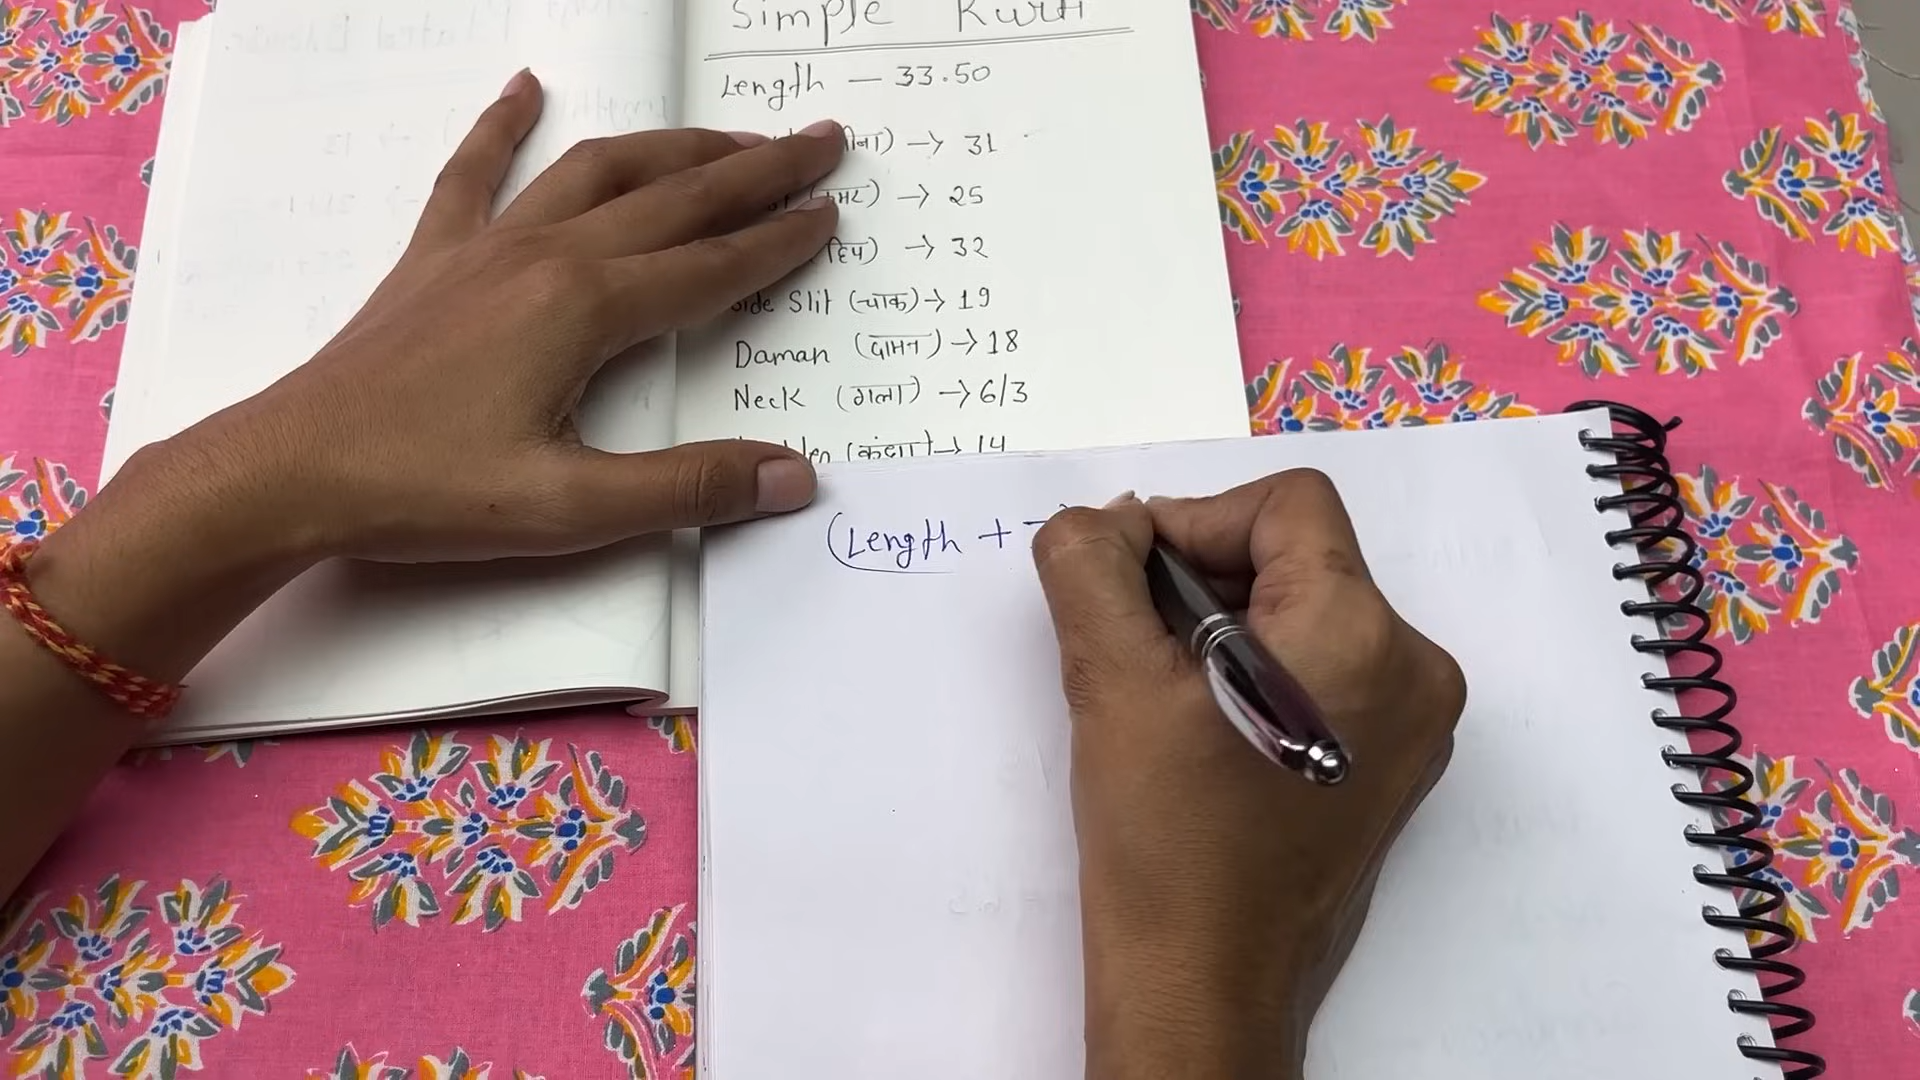 Simple Kurti
Length – 33.50
→ 31
→ 25
(हिप) → 32
Side Slit (चाक) → 19
Daman (दामन) → 18
Neck (गला) → 6/3
(कंधा) → 14
(Length +